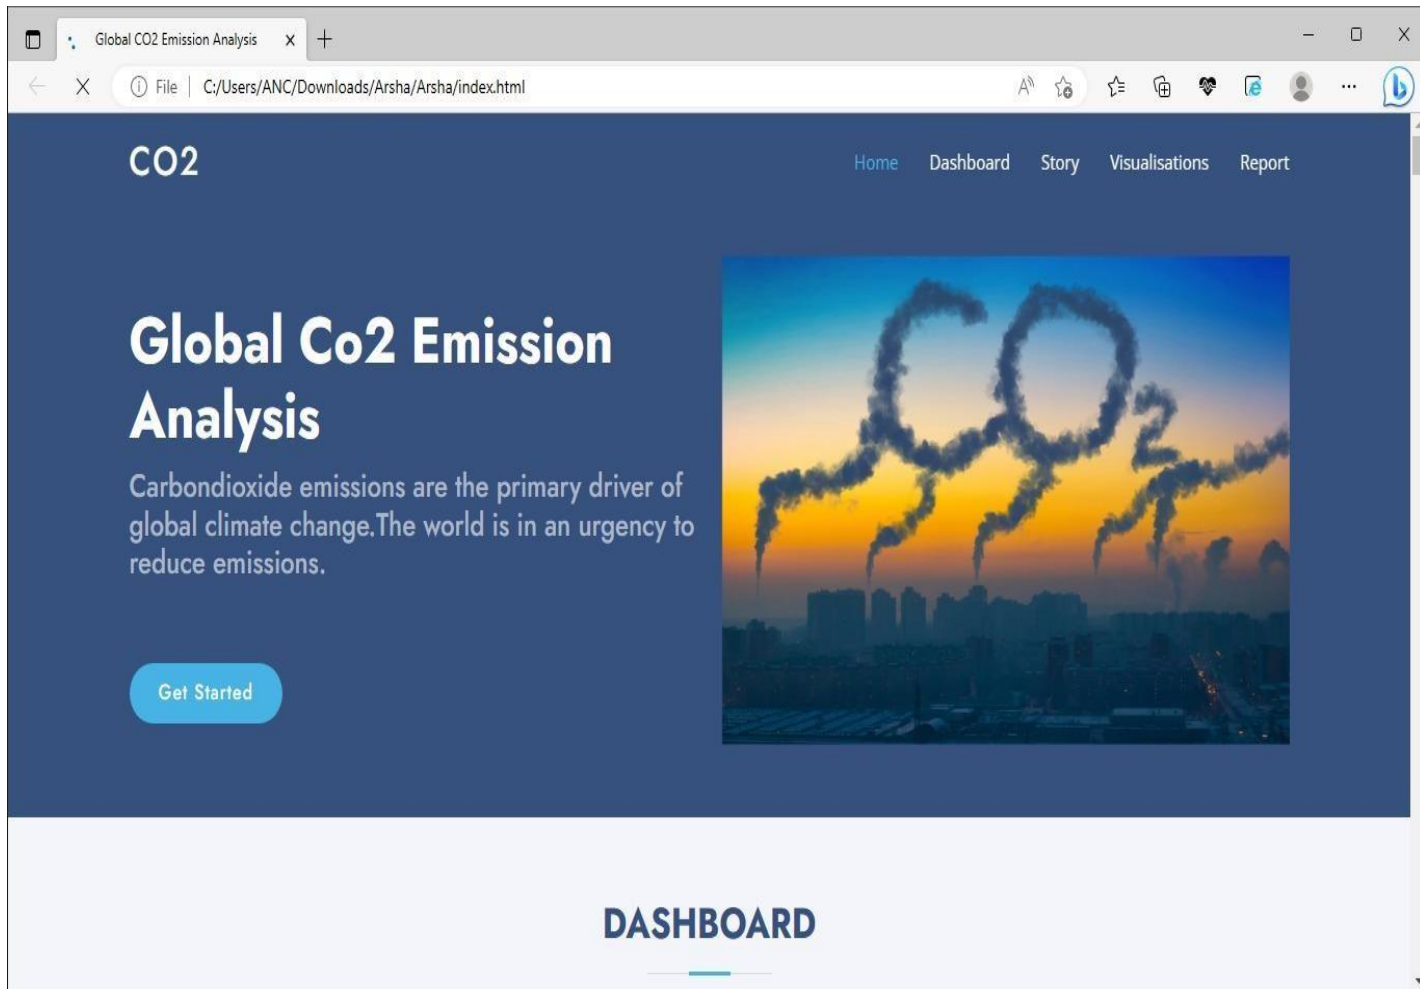 Global CO2 Emission Analysis
File C:/Users/ANC/Downloads/Arsha/Arsha/index.html
CO2
Home Dashboard Story Visualisations Report
Global Co2 Emission
Analysis
Carbondioxide emissions are the primary driver of
global climate change.The world is in an urgency to
reduce emissions.
CO2
Get Started
DASHBOARD